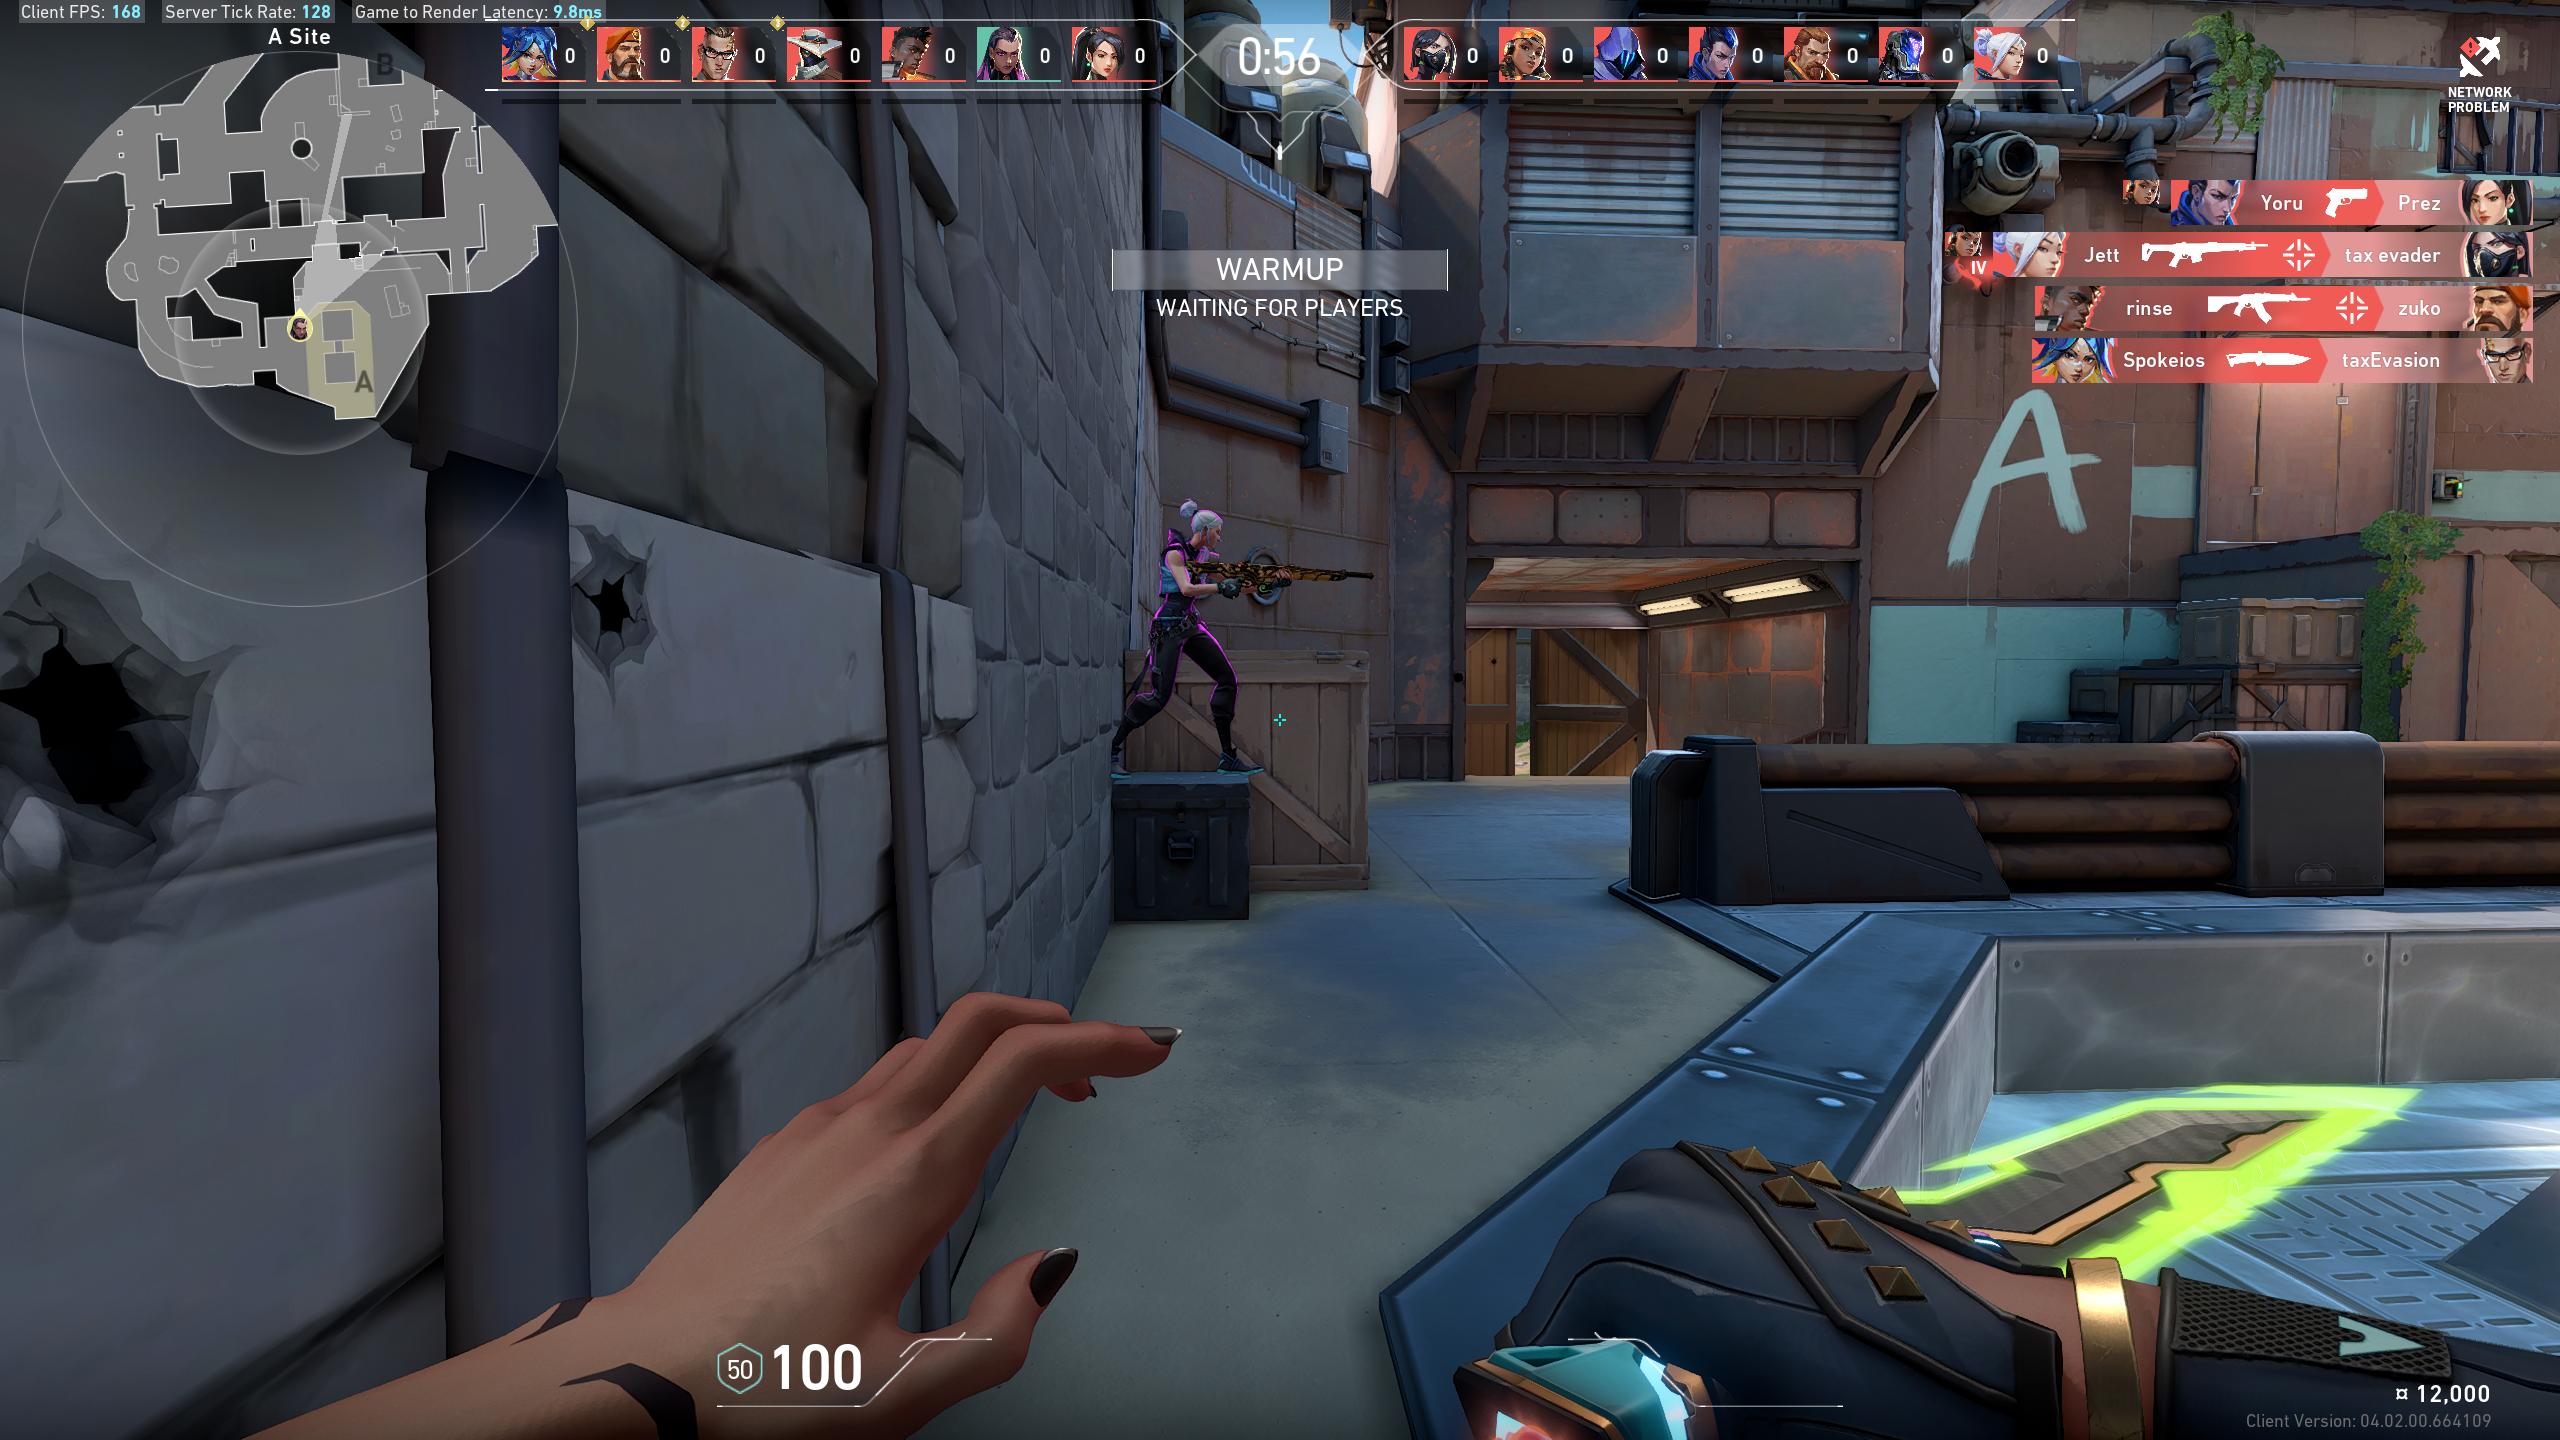 Client FPS: 168 Server Tick Rate: 128 Game to Render Latency: 9.8ms
A Site
B
A
0 0 0 0 0 0 0
0:56
0 0 0 0 0 0 0
NETWORK
PROBLEM
WARMUP
WAITING FOR PLAYERS
Yoru Prez
IV Jett tax evader
rinse zuko
Spokeios taxEvasion
A
50 100
¤ 12,000
Client Version: 04.02.00.664109